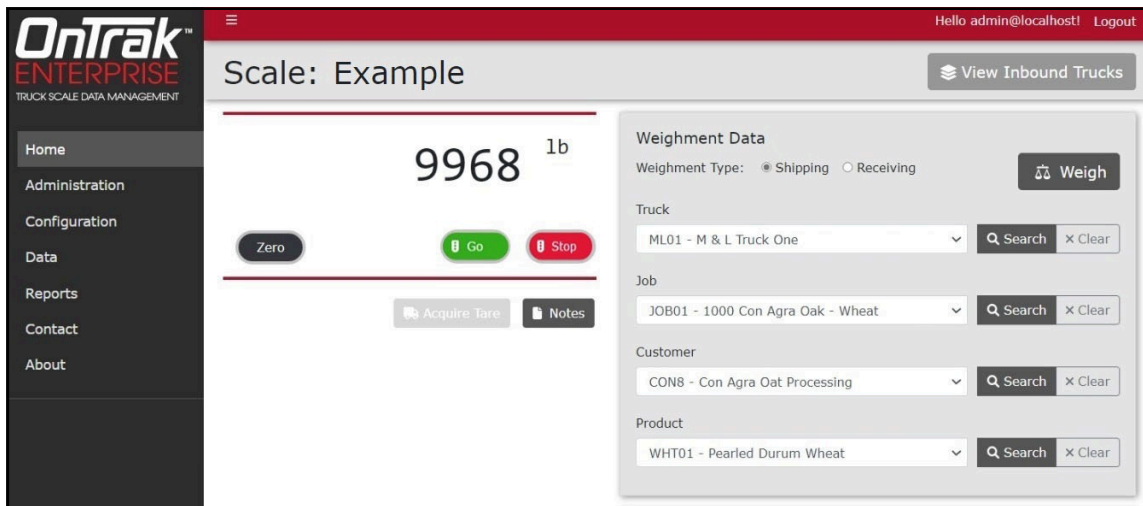 OnTrak™
ENTERPRISE
TRUCK SCALE DATA MANAGEMENT
Home
Administration
Configuration
Data
Reports
Contact
About
Hello admin@localhost! Logout
Scale: Example
View Inbound Trucks
9968 lb
Zero
Go
Stop
Acquire Tare
Notes
Weighment Data
Weighment Type: Shipping Receiving
Weigh
Truck
ML01 - M & L Truck One
Search
Clear
Job
JOB01 - 1000 Con Agra Oak - Wheat
Search
Clear
Customer
CON8 - Con Agra Oat Processing
Search
Clear
Product
WHT01 - Pearled Durum Wheat
Search
Clear